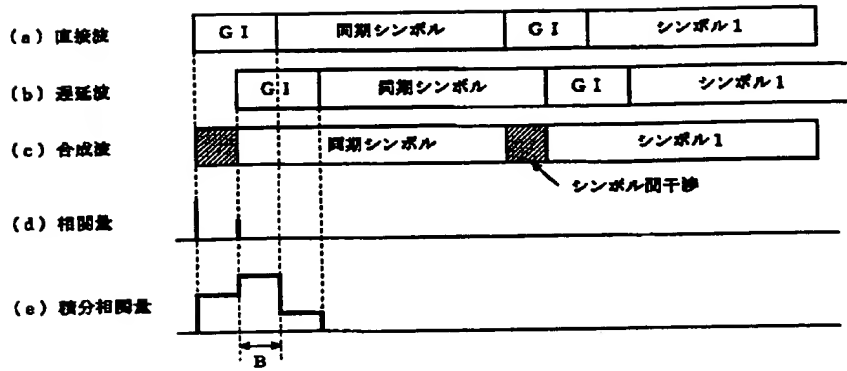 (a) 直接波 GI 同期シンボル GI シンボル1
(b) 遅延波 GI 同期シンボル GI シンボル1
(c) 合成波 同期シンボル シンボル1
シンボル間干渉
(d) 相関量
(e) 積分相関量
B